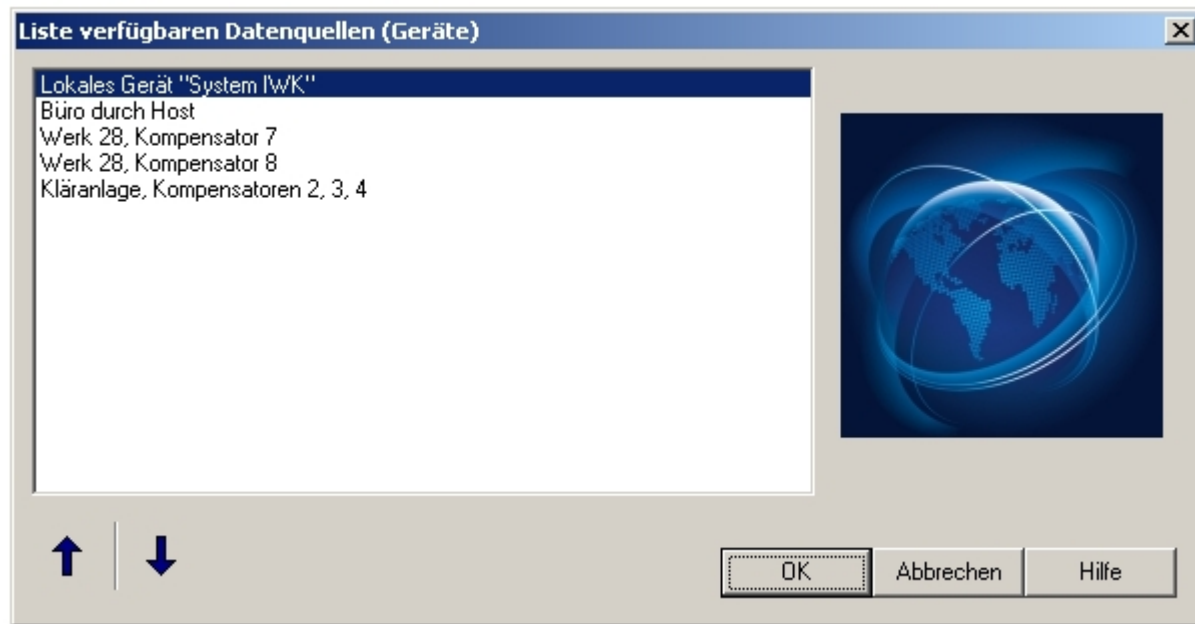 Liste verfügbaren Datenquellen (Geräte)
Lokales Gerät "System IWK"
Büro durch Host
Werk 28, Kompensator 7
Werk 28, Kompensator 8
Kläranlage, Kompensatoren 2, 3, 4
OK
Abbrechen
Hilfe